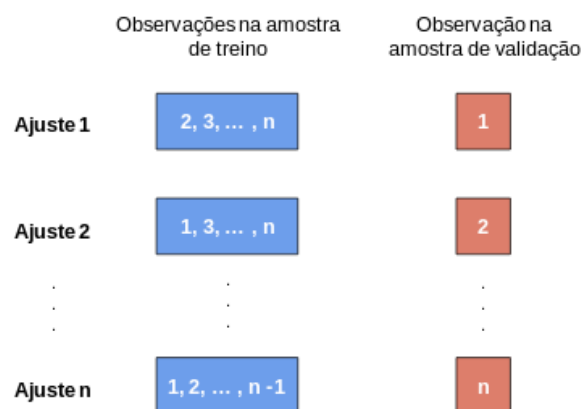 Observações na amostra
de treino
Observação na
amostra de validação
Ajuste 1
2, 3, ... , n
1
Ajuste 2
1, 3, ... , n
2
. . .
. . .
. . .
Ajuste n
1, 2, ... , n -1
n